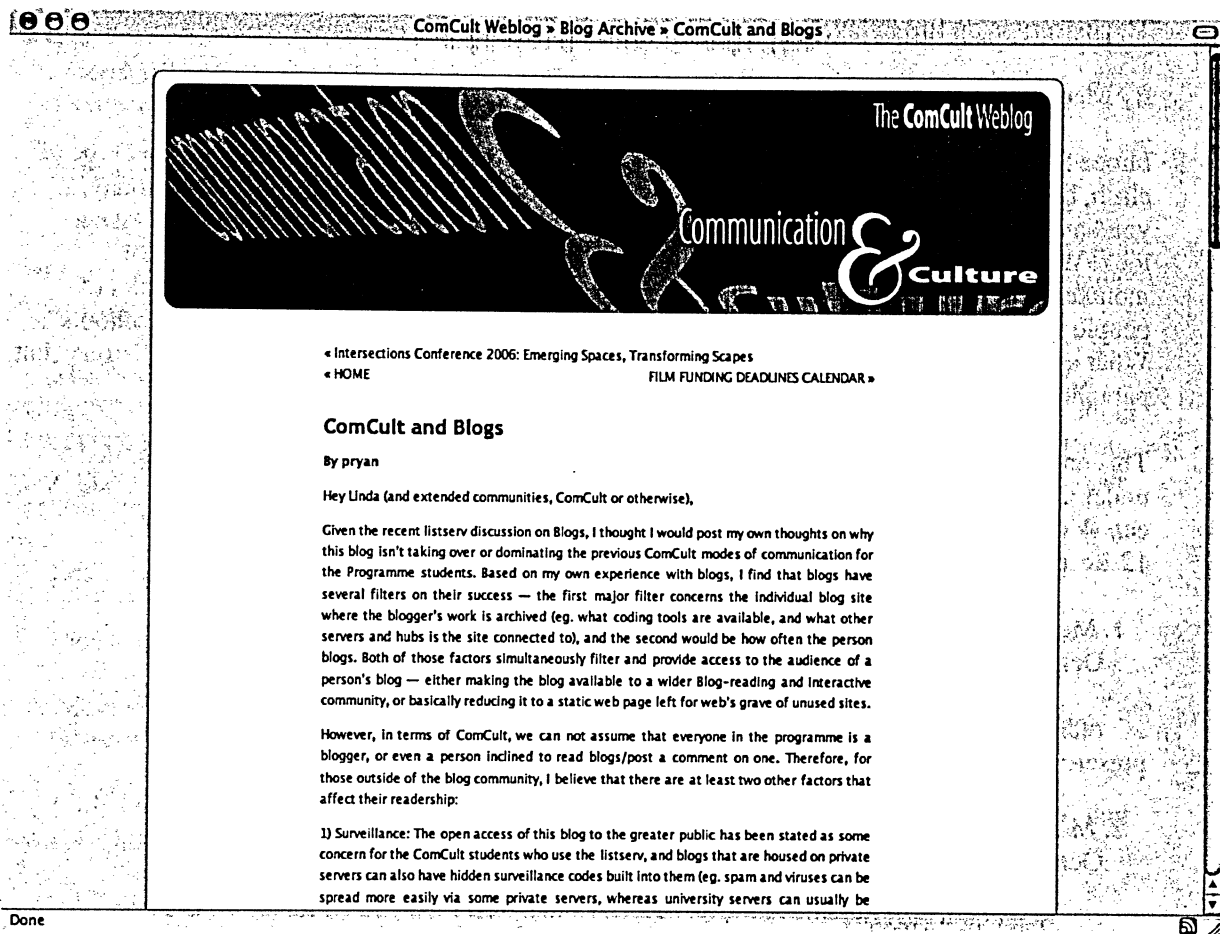 ComCult Weblog » Blog Archive » ComCult and Blogs
The ComCult Weblog
Communication
&
Culture
« Intersections Conference 2006: Emerging Spaces, Transforming Scapes
« HOME
FILM FUNDING DEADLINES CALENDAR »
ComCult and Blogs
By pryan
Hey Linda (and extended communities, ComCult or otherwise),
Given the recent listserv discussion on Blogs, I thought I would post my own thoughts on why
this blog isn't taking over or dominating the previous ComCult modes of communication for
the Programme students. Based on my own experience with blogs, I find that blogs have
several filters on their success — the first major filter concerns the individual blog site
where the blogger's work is archived (eg. what coding tools are available, and what other
servers and hubs is the site connected to), and the second would be how often the person
blogs. Both of those factors simultaneously filter and provide access to the audience of a
person's blog — either making the blog available to a wider Blog-reading and interactive
community, or basically reducing it to a static web page left for web's grave of unused sites.
However, in terms of ComCult, we can not assume that everyone in the programme is a
blogger, or even a person inclined to read blogs/post a comment on one. Therefore, for
those outside of the blog community, I believe that there are at least two other factors that
affect their readership:
1) Surveillance: The open access of this blog to the greater public has been stated as some
concern for the ComCult students who use the listserv, and blogs that are housed on private
servers can also have hidden surveillance codes built into them (eg. spam and viruses can be
spread more easily via some private servers, whereas university servers can usually be
Done